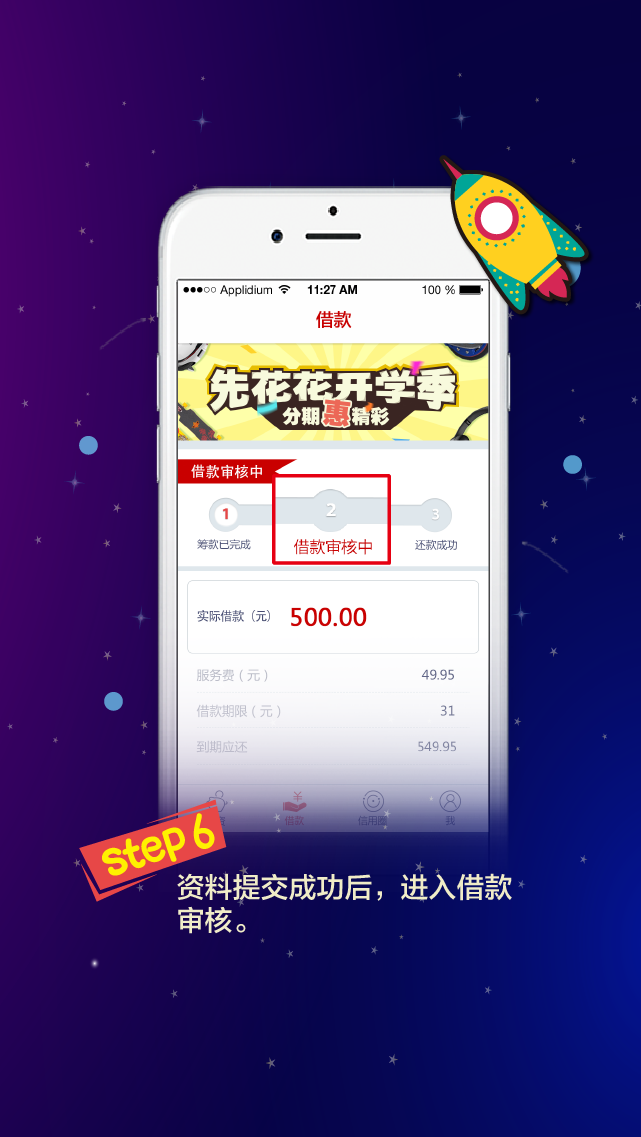 Applidium 11:27 AM 100 %
借款
先花花开学季
分期惠精彩
借款审核中
1 2 3
筹款已完成 借款审核中 还款成功
实际借款（元） 500.00
服务费（元） 49.95
借款期限（元） 31
到期应还 549.95
借款 信用圈 我
step 6
资料提交成功后，进入借款
审核。